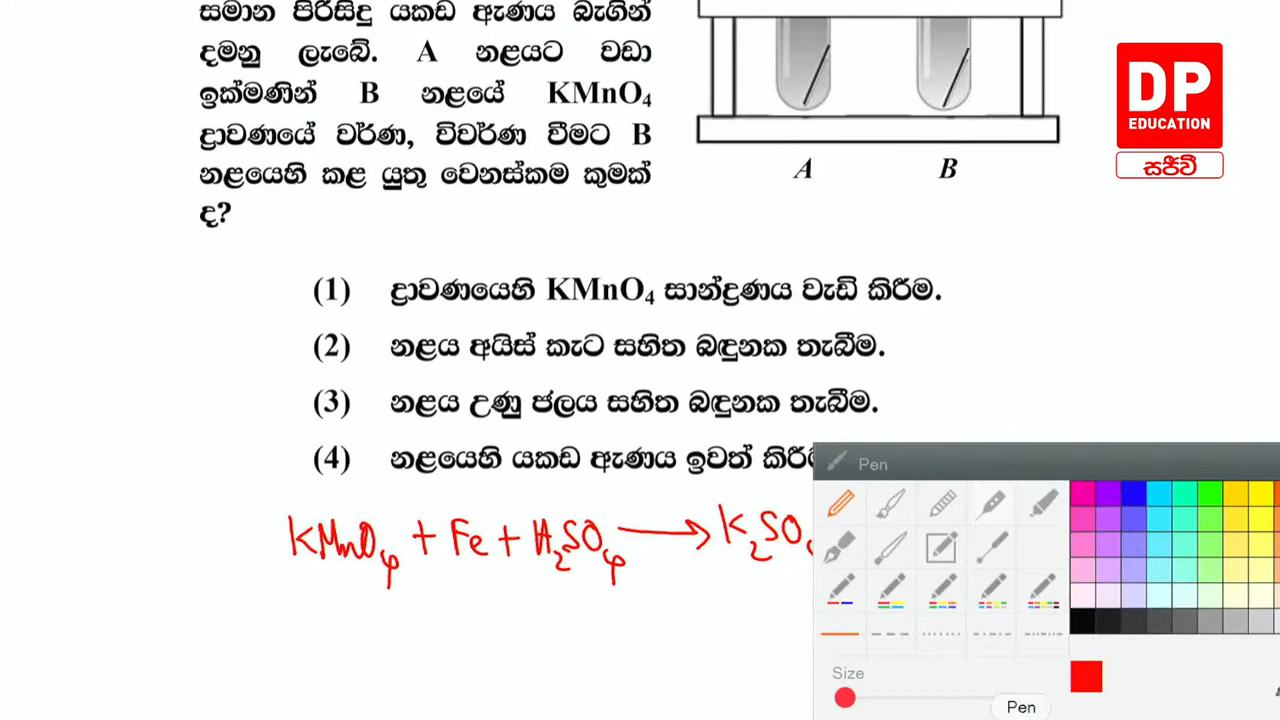 සමාන පිරිසිදු යකඩ ඇණය බැගින්
දමනු ලැබේ. A නළයට වඩා
ඉක්මණින් B නළයේ KMnO₄
ද්‍රාවණයේ වර්ණ, විවර්ණ වීමට B
නළයෙහි කළ යුතු වෙනස්කම කුමක්
ද?
A B
DP
EDUCATION
සජීවී
(1) ද්‍රාවණයෙහි KMnO₄ සාන්ද්‍රණය වැඩි කිරීම.
(2) නළය අයිස් කැට සහිත බඳුනක තැබීම.
(3) නළය උණු ජලය සහිත බඳුනක තැබීම.
(4) නළයෙහි යකඩ ඇණය ඉවත්
KMnO₄ + Fe + H₂SO₄ ⟶ K₂SO
Pen
Size
Pen